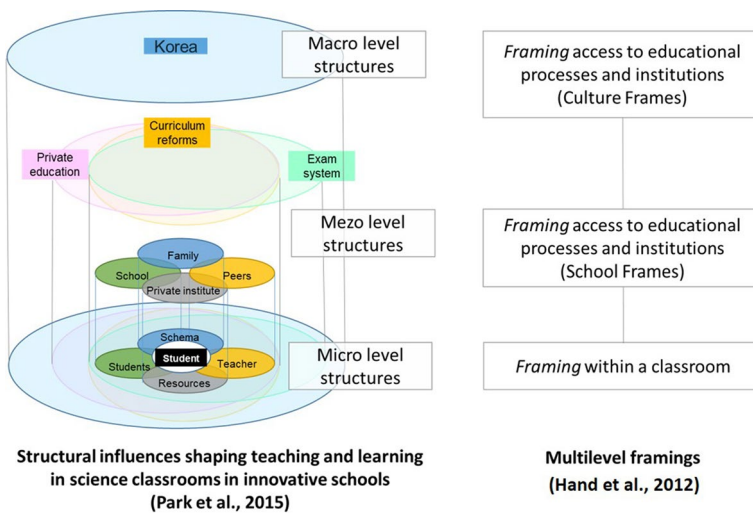 Korea
Macro level
structures
Curriculum
reforms
Private
education
Exam
system
Mezo level
structures
Family
School
Peers
Private institute
Schema
Student
Students
Teacher
Resources
Micro level
structures
Structural influences shaping teaching and learning
in science classrooms in innovative schools
(Park et al., 2015)
Framing access to educational
processes and institutions
(Culture Frames)
Framing access to educational
processes and institutions
(School Frames)
Framing within a classroom
Multilevel framings
(Hand et al., 2012)